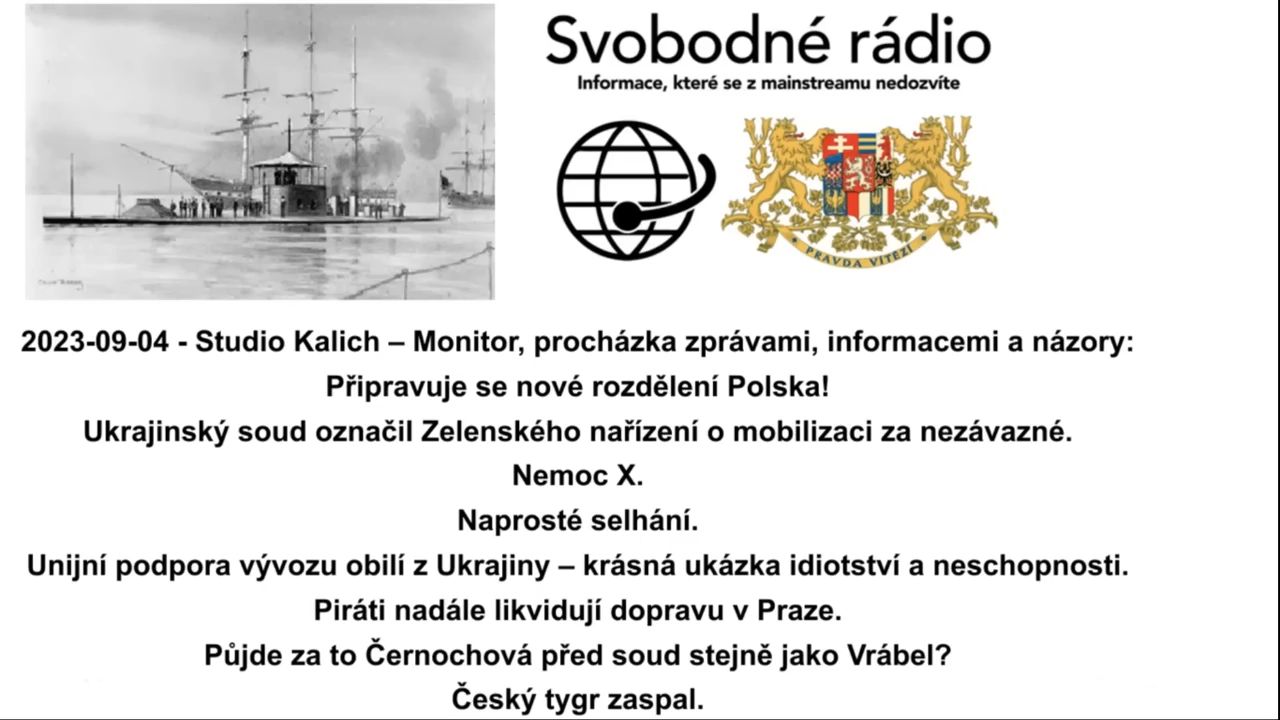 Svobodné rádio
Informace, které se z mainstreamu nedozvíte
PRAVDA VÍTĚZÍ
2023-09-04 - Studio Kalich – Monitor, procházka zprávami, informacemi a názory:
Připravuje se nové rozdělení Polska!
Ukrajinský soud označil Zelenského nařízení o mobilizaci za nezávazné.
Nemoc X.
Naprosté selhání.
Unijní podpora vývozu obilí z Ukrajiny – krásná ukázka idiotství a neschopnosti.
Piráti nadále likvidují dopravu v Praze.
Půjde za to Černochová před soud stejně jako Vrábel?
Český tygr zaspal.